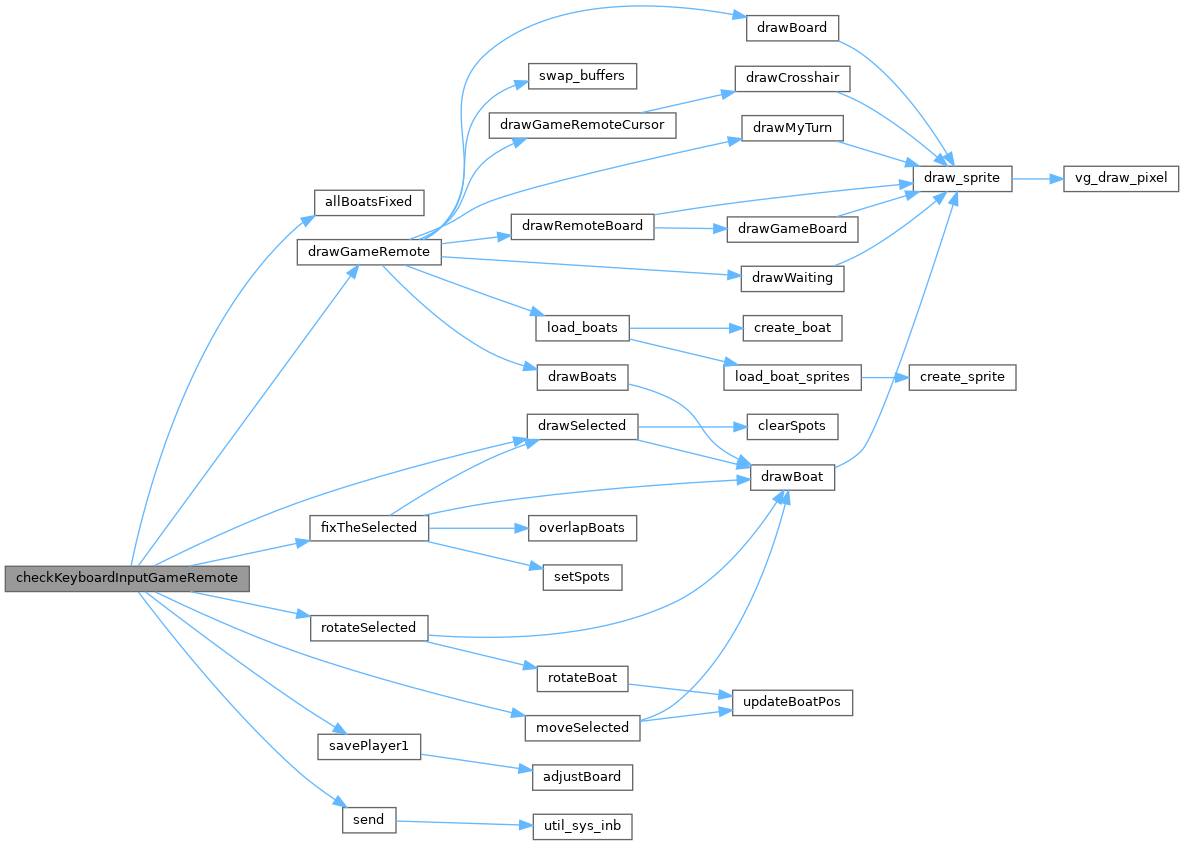 drawBoard
swap_buffers
drawCrosshair
drawGameRemoteCursor
drawMyTurn
draw_sprite
vg_draw_pixel
allBoatsFixed
drawRemoteBoard
drawGameBoard
drawGameRemote
drawWaiting
load_boats
create_boat
drawBoats
load_boat_sprites
create_sprite
drawSelected
clearSpots
drawBoat
fixTheSelected
overlapBoats
checkKeyboardInputGameRemote
setSpots
rotateSelected
rotateBoat
updateBoatPos
moveSelected
savePlayer1
adjustBoard
send
util_sys_inb